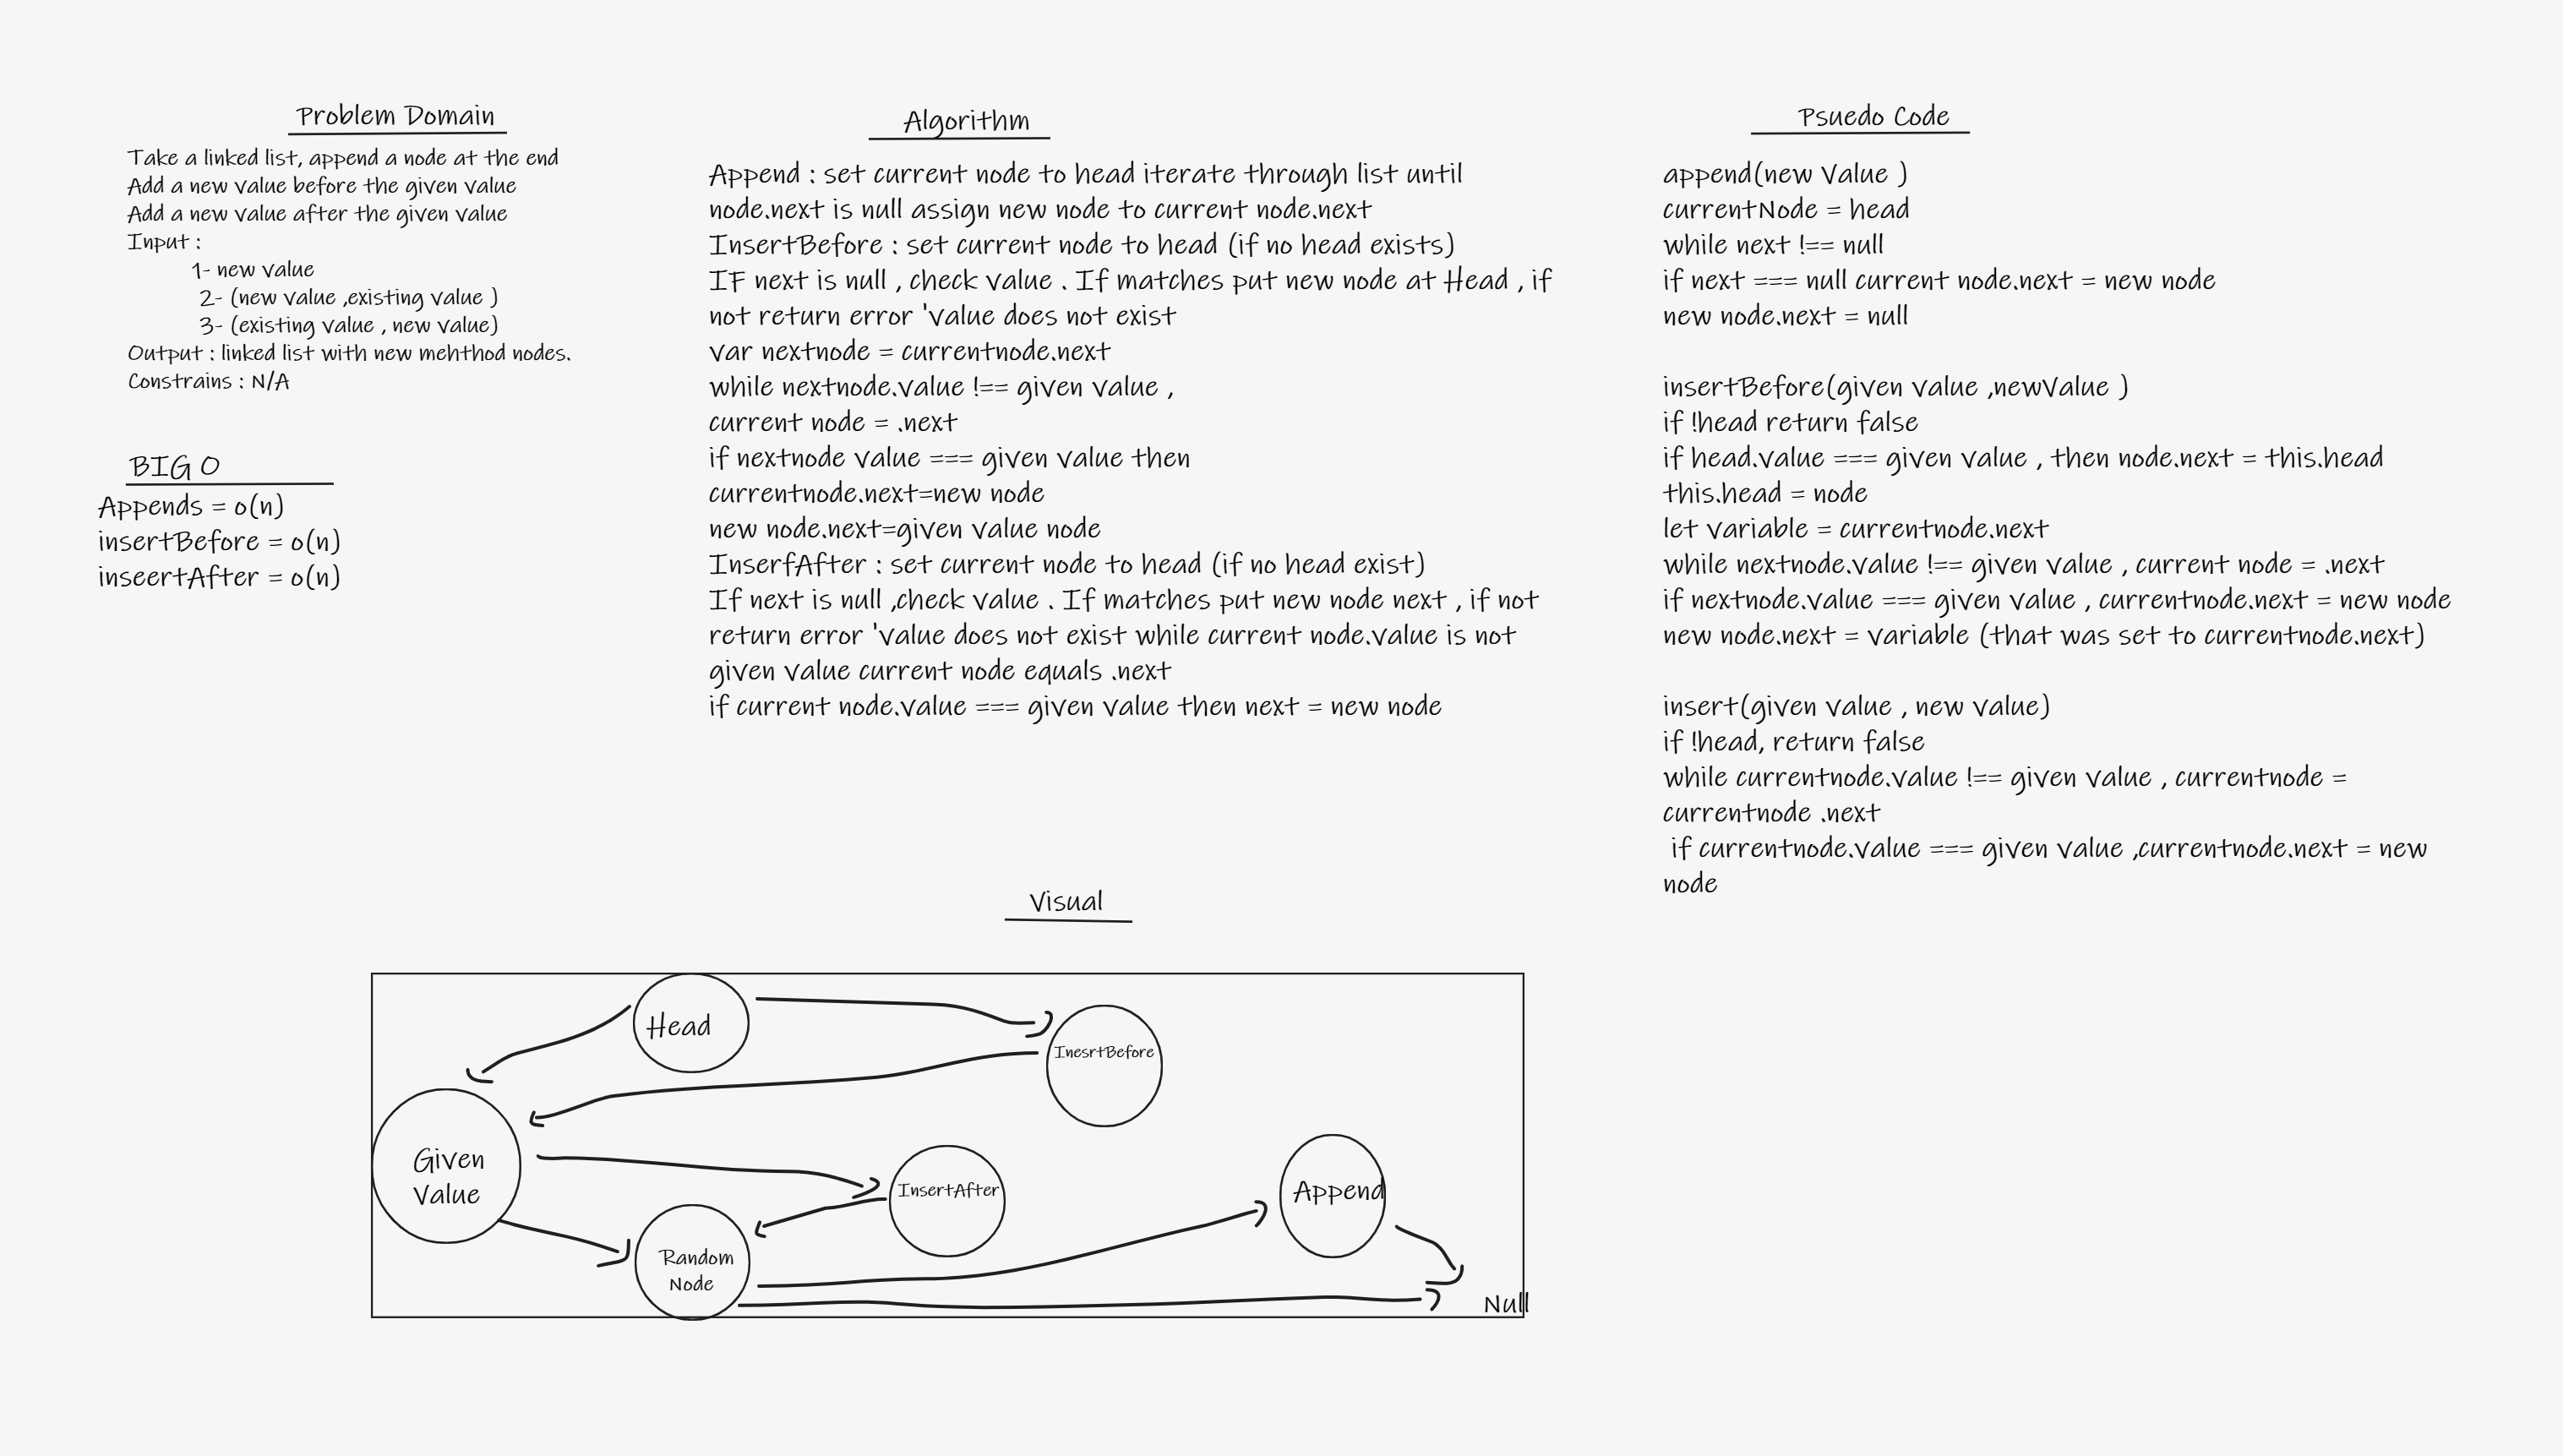 Problem Domain
Take a linked list, append a node at the end
Add a new value before the given value
Add a new value after the given value
Input :
1- new value
2- (new value ,existing value )
3- (existing value , new value)
Output : linked list with new mehthod nodes.
Constrains : N/A
BIG O
Appends = o(n)
insertBefore = o(n)
inseertAfter = o(n)
Algorithm
Append : set current node to head iterate through list until
node.next is null assign new node to current node.next
InsertBefore : set current node to head (if no head exists)
IF next is null , check value . If matches put new node at Head , if
not return error 'value does not exist
var nextnode = currentnode.next
while nextnode.value !== given value ,
current node = .next
if nextnode value === given value then
currentnode.next=new node
new node.next=given value node
InserfAfter : set current node to head (if no head exist)
If next is null ,check value . If matches put new node next , if not
return error 'value does not exist while current node.value is not
given value current node equals .next
if current node.value === given value then next = new node
Psuedo Code
append(new Value )
currentNode = head
while next !== null
if next === null current node.next = new node
new node.next = null
insertBefore(given value ,newValue )
if !head return false
if head.value === given value , then node.next = this.head
this.head = node
let variable = currentnode.next
while nextnode.value !== given value , current node = .next
if nextnode.value === given value , currentnode.next = new node
new node.next = variable (that was set to currentnode.next)
insert(given value , new value)
if !head, return false
while currentnode.value !== given value , currentnode =
currentnode .next
if currentnode.value === given value ,currentnode.next = new
node
Visual
Head
InesrtBefore
Given
Value
InsertAfter
Append
Random
Node
Null